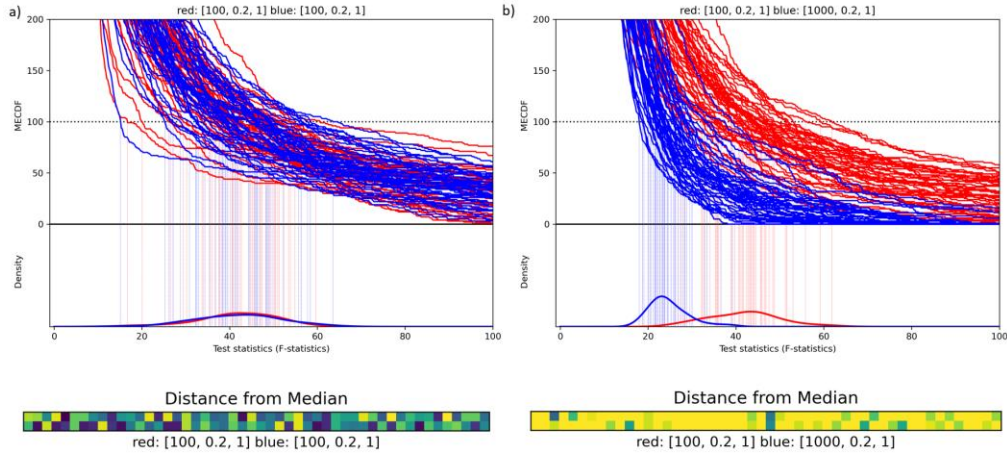 a)
red: [100, 0.2, 1] blue: [100, 0.2, 1]
200
150
100
50
0
MECDF
Density
0 20 40 60 80 100
Test statistics (F-statistics)
Distance from Median
red: [100, 0.2, 1] blue: [100, 0.2, 1]
b)
red: [100, 0.2, 1] blue: [1000, 0.2, 1]
200
150
100
50
0
MECDF
Density
0 20 40 60 80 100
Test statistics (F-statistics)
Distance from Median
red: [100, 0.2, 1] blue: [1000, 0.2, 1]